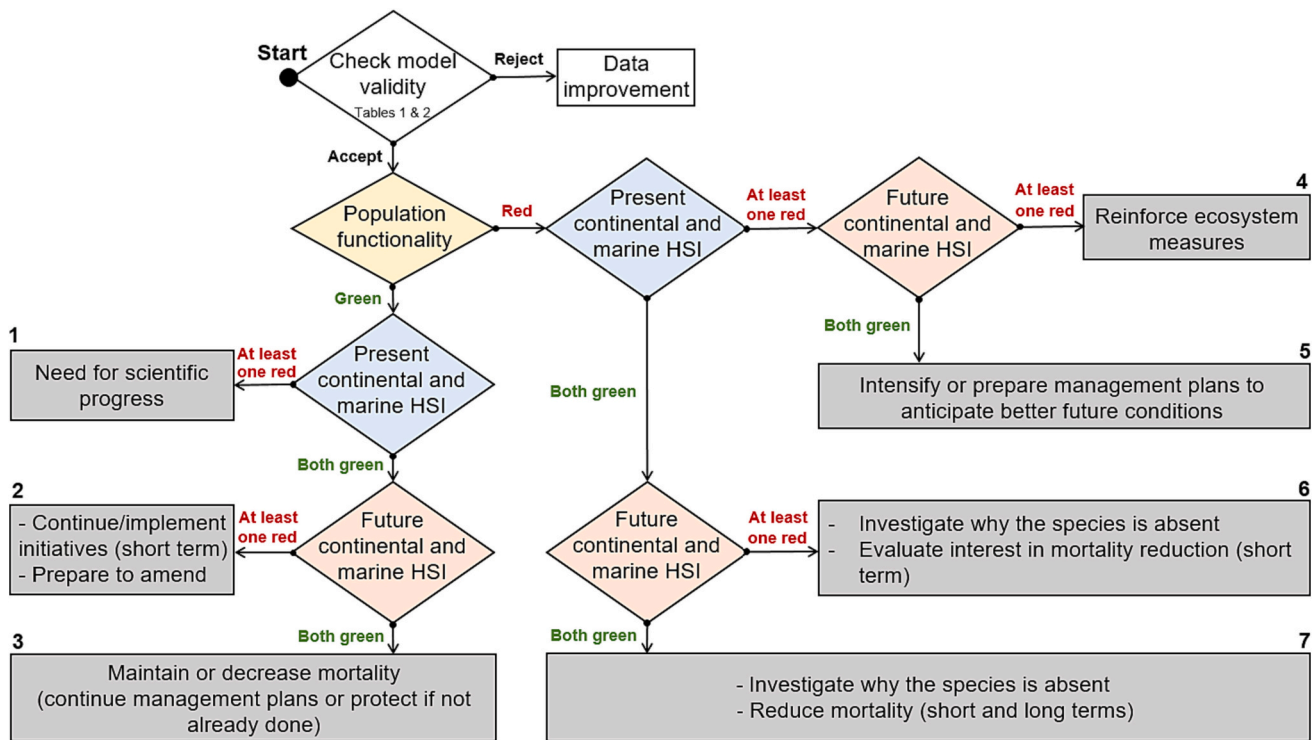 Start
Check model
validity
Tables 1 & 2
Reject
Data
improvement
Accept
Population
functionality
Red
Present
continental and
marine HSI
At least
one red
Future
continental and
marine HSI
At least
one red
4
Reinforce ecosystem
measures
Green
Both green
5
Intensify or prepare management plans to
anticipate better future conditions
1
Need for scientific
progress
At least
one red
Present
continental and
marine HSI
Both green
Both green
2
- Continue/implement
initiatives (short term)
- Prepare to amend
At least
one red
Future
continental and
marine HSI
Future
continental and
marine HSI
At least
one red
6
- Investigate why the species is absent
- Evaluate interest in mortality reduction (short
term)
Both green
3
Maintain or decrease mortality
(continue management plans or protect if not
already done)
Both green
7
- Investigate why the species is absent
- Reduce mortality (short and long terms)